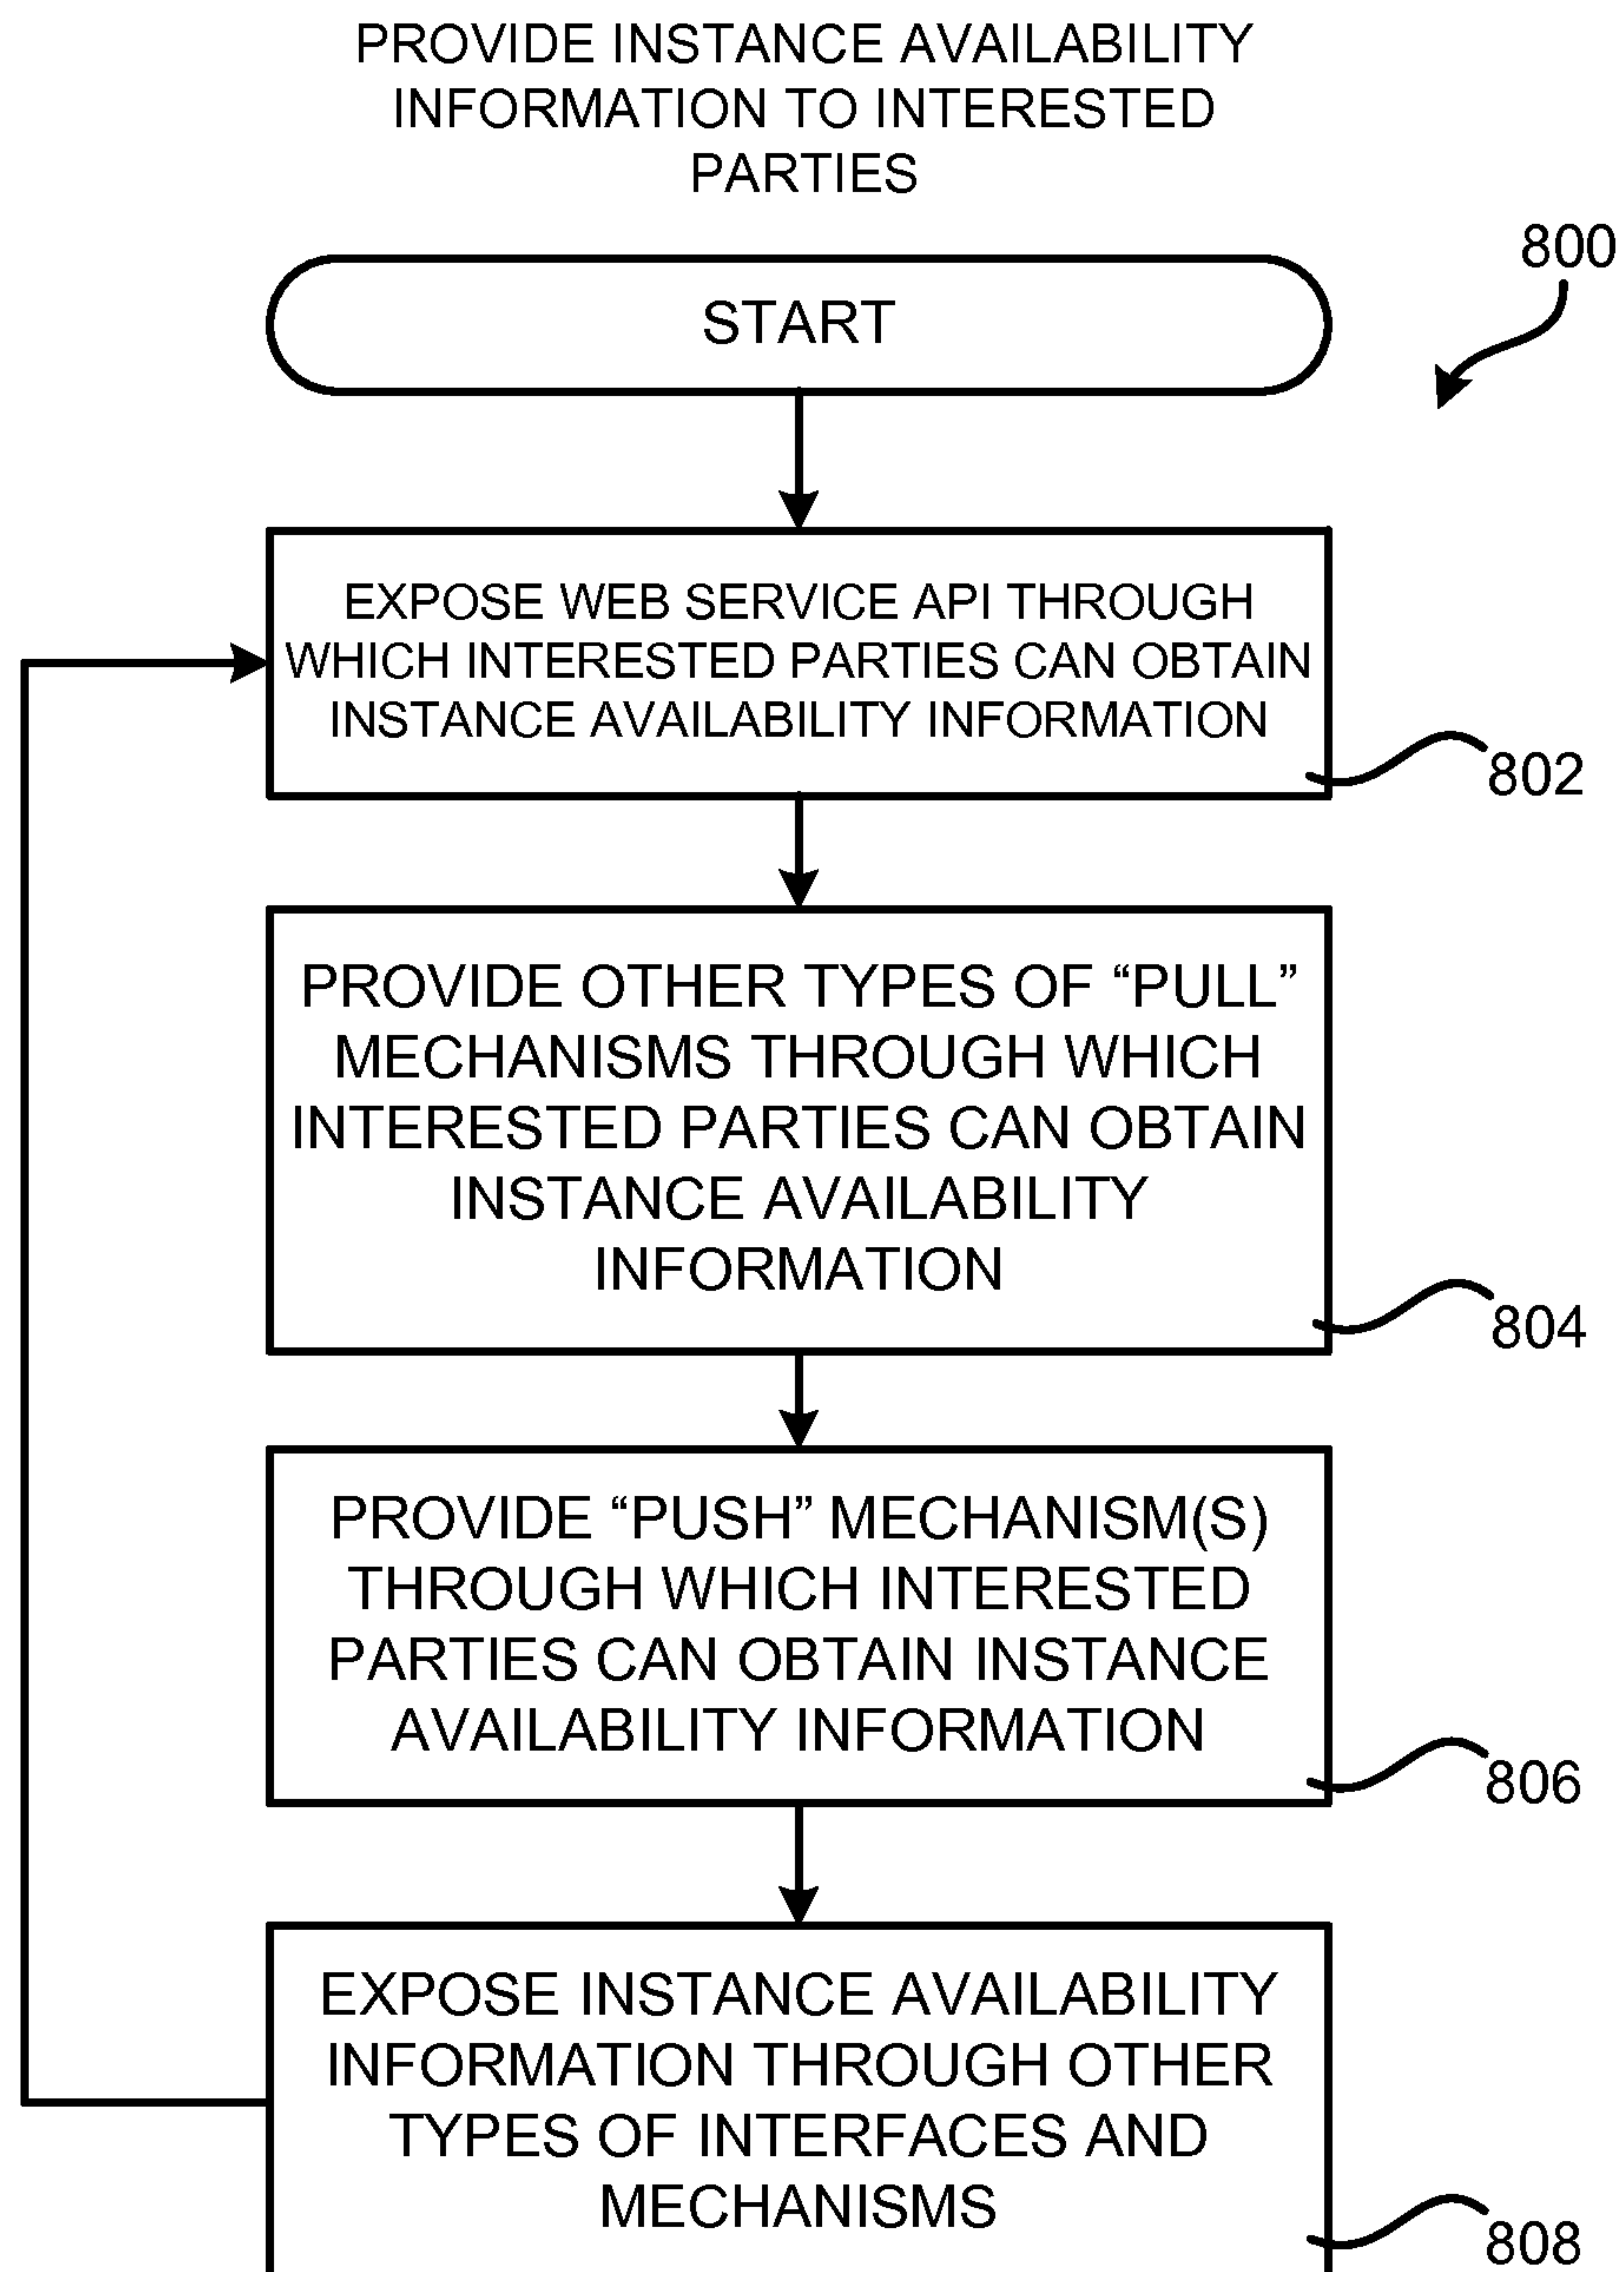 PROVIDE INSTANCE AVAILABILITY
INFORMATION TO INTERESTED
PARTIES
800
START
EXPOSE WEB SERVICE API THROUGH
WHICH INTERESTED PARTIES CAN OBTAIN
INSTANCE AVAILABILITY INFORMATION
802
PROVIDE OTHER TYPES OF “PULL”
MECHANISMS THROUGH WHICH
INTERESTED PARTIES CAN OBTAIN
INSTANCE AVAILABILITY
INFORMATION
804
PROVIDE “PUSH” MECHANISM(S)
THROUGH WHICH INTERESTED
PARTIES CAN OBTAIN INSTANCE
AVAILABILITY INFORMATION
806
EXPOSE INSTANCE AVAILABILITY
INFORMATION THROUGH OTHER
TYPES OF INTERFACES AND
MECHANISMS
808